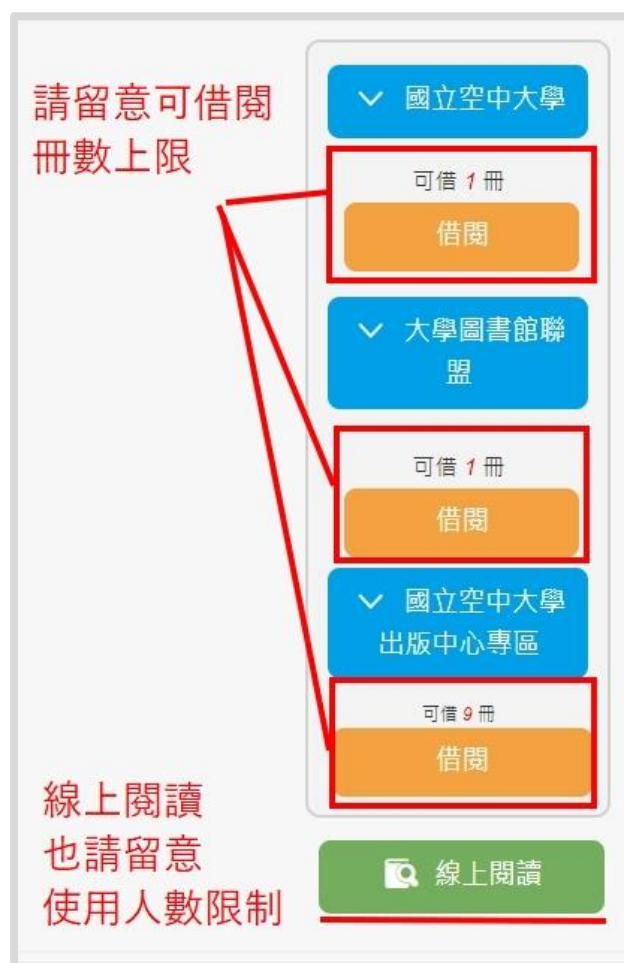 請留意可借閱
冊數上限
國立空中大學
可借 1 冊
借閱
大學圖書館聯
盟
可借 1 冊
借閱
國立空中大學
出版中心專區
可借 9 冊
借閱
線上閱讀
也請留意
使用人數限制
線上閱讀